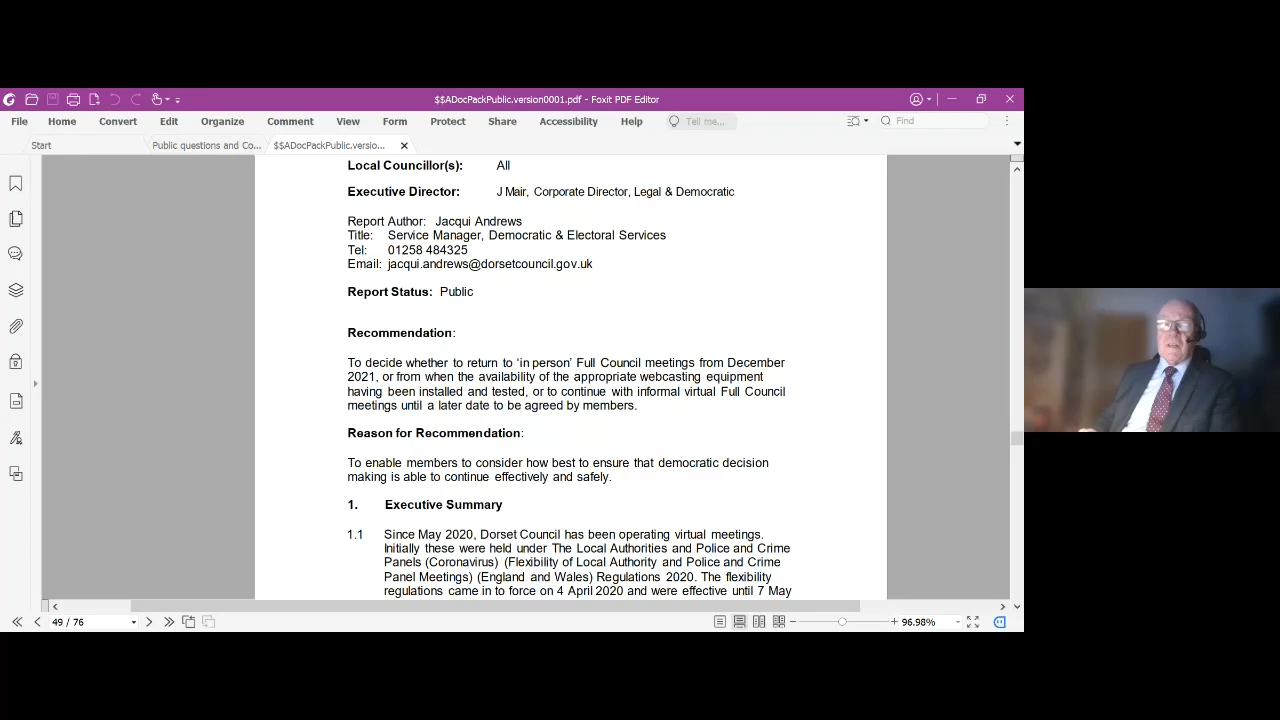 $$ADocPackPublic.version0001.pdf - Foxit PDF Editor
File Home Convert Edit Organize Comment View Form Protect Share Accessibility Help Tell me... Find
Start Public questions and Co... $$ADocPackPublic.versio...
Local Councillor(s): All
Executive Director: J Mair, Corporate Director, Legal & Democratic
Report Author: Jacqui Andrews
Title: Service Manager, Democratic & Electoral Services
Tel: 01258 484325
Email: jacqui.andrews@dorsetcouncil.gov.uk
Report Status: Public
Recommendation:
To decide whether to return to ‘in person’ Full Council meetings from December
2021, or from when the availability of the appropriate webcasting equipment
having been installed and tested, or to continue with informal virtual Full Council
meetings until a later date to be agreed by members.
Reason for Recommendation:
To enable members to consider how best to ensure that democratic decision
making is able to continue effectively and safely.
1. Executive Summary
1.1 Since May 2020, Dorset Council has been operating virtual meetings.
Initially these were held under The Local Authorities and Police and Crime
Panels (Coronavirus) (Flexibility of Local Authority and Police and Crime
Panel Meetings) (England and Wales) Regulations 2020. The flexibility
regulations came in to force on 4 April 2020 and were effective until 7 May
49 / 76 96.98%